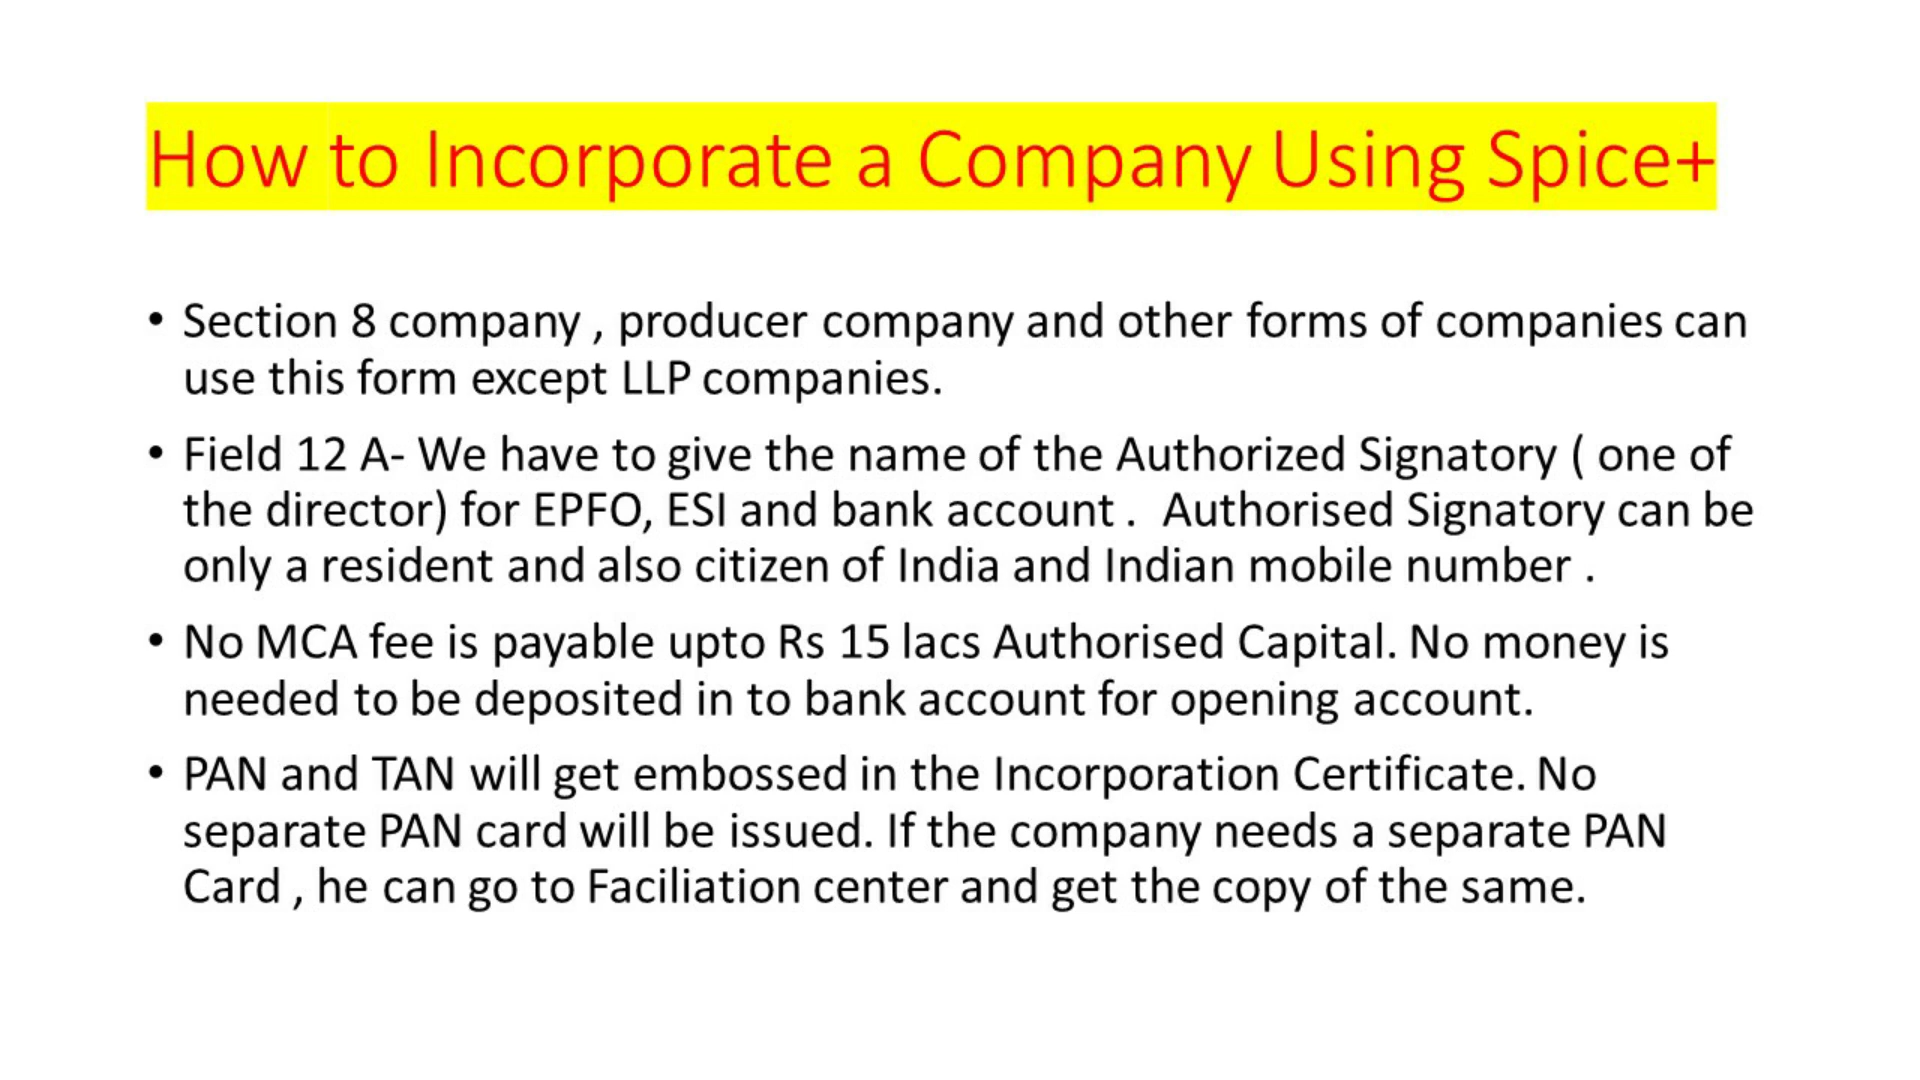 How to Incorporate a Company Using Spice+
• Section 8 company , producer company and other forms of companies can
use this form except LLP companies.
• Field 12 A- We have to give the name of the Authorized Signatory ( one of
the director) for EPFO, ESI and bank account .  Authorised Signatory can be
only a resident and also citizen of India and Indian mobile number .
• No MCA fee is payable upto Rs 15 lacs Authorised Capital. No money is
needed to be deposited in to bank account for opening account.
• PAN and TAN will get embossed in the Incorporation Certificate. No
separate PAN card will be issued. If the company needs a separate PAN
Card , he can go to Faciliation center and get the copy of the same.